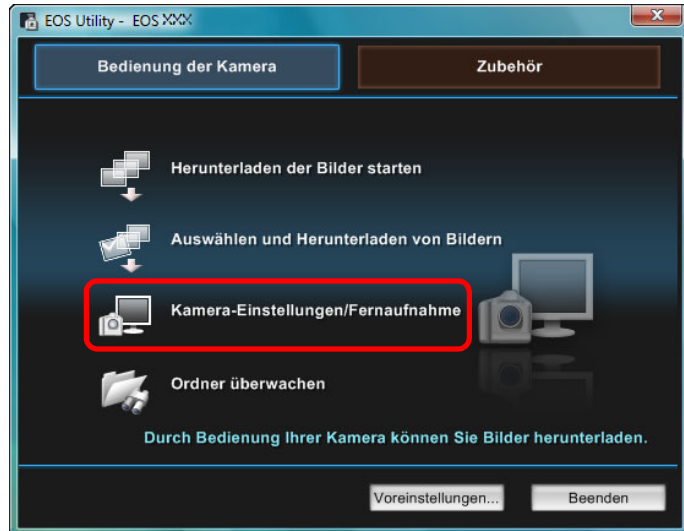 EOS Utility - EOS XXX
Bedienung der Kamera
Zubehör
Herunterladen der Bilder starten
Auswählen und Herunterladen von Bildern
Kamera-Einstellungen/Fernaufnahme
Ordner überwachen
Durch Bedienung Ihrer Kamera können Sie Bilder herunterladen.
Voreinstellungen...
Beenden